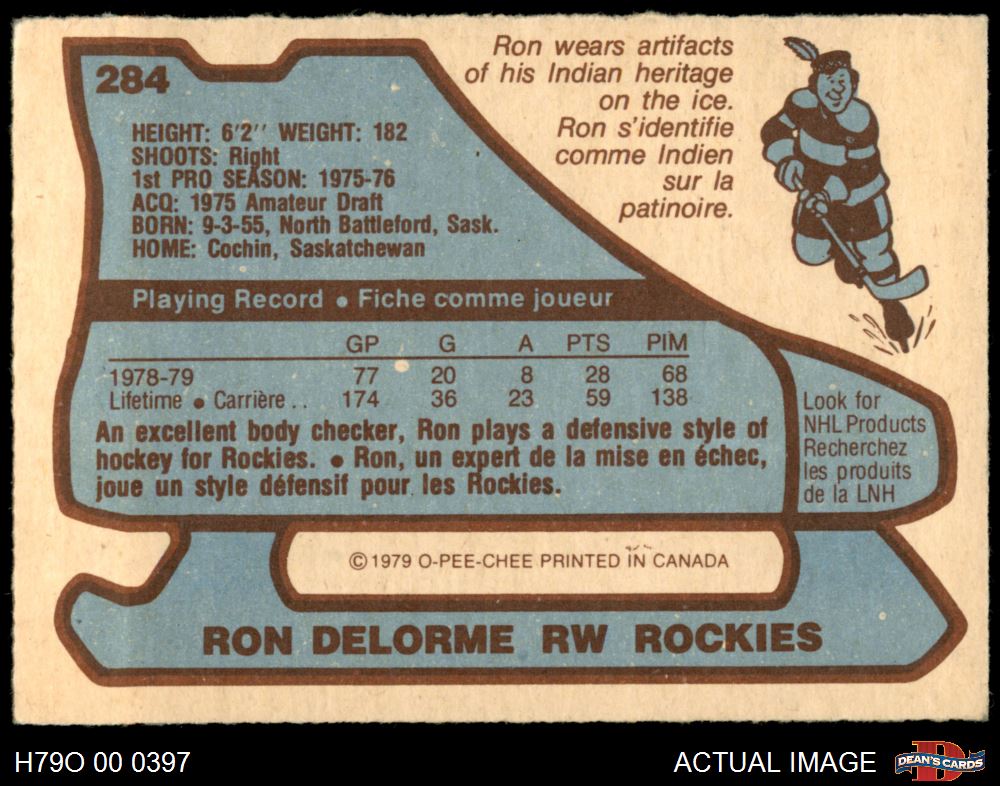 284
Ron wears artifacts
of his Indian heritage
on the ice.
Ron s'identifie
comme Indien
sur la
patinoire.
HEIGHT: 6'2'' WEIGHT: 182
SHOOTS: Right
1st PRO SEASON: 1975-76
ACQ: 1975 Amateur Draft
BORN: 9-3-55, North Battleford, Sask.
HOME: Cochin, Saskatchewan
Playing Record • Fiche comme joueur
GP G A PTS PIM
1978-79 77 20 8 28 68
Lifetime • Carrière .. 174 36 23 59 138
An excellent body checker, Ron plays a defensive style of
hockey for Rockies. • Ron, un expert de la mise en échec,
joue un style défensif pour les Rockies.
Look for
NHL Products
Recherchez
les produits
de la LNH
©1979 O-PEE-CHEE PRINTED IN CANADA
RON DELORME RW ROCKIES
H79O 00 0397
ACTUAL IMAGE
D
DEAN'S CARDS